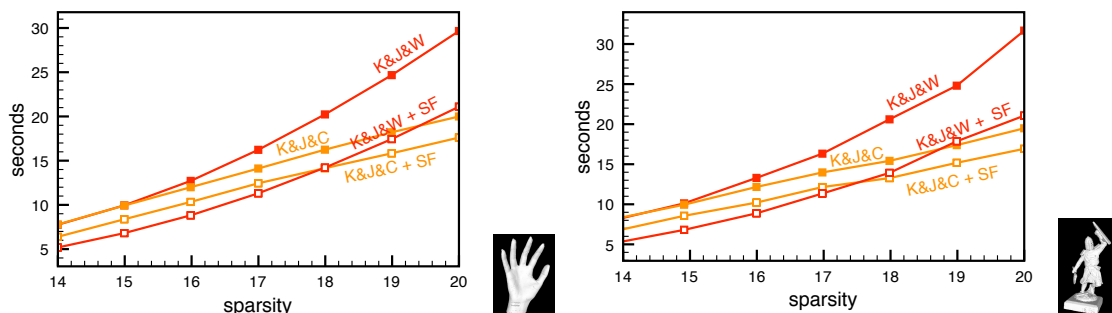 30
25
20
15
10
5
seconds
K&J&W
K&J&W + SF
K&J&C
K&J&C + SF
14 15 16 17 18 19 20
sparsity
30
25
20
15
10
5
seconds
K&J&W
K&J&W + SF
K&J&C
K&J&C + SF
14 15 16 17 18 19 20
sparsity